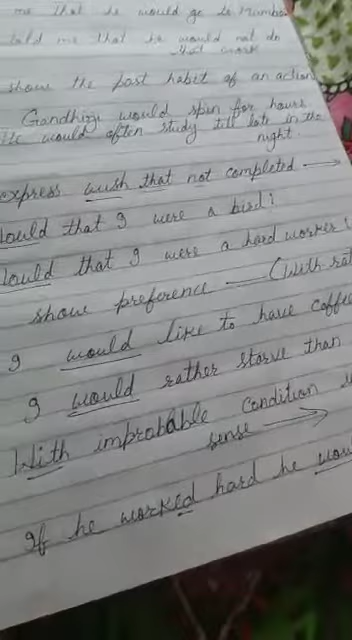 me that he would go to Mumbai
told me that he would not do
that work
show the past habit of an action
Gandhiji would spin for hours
He would often study till late in the
night.
express wish that not completed →
Would that I were a bird!
Would that I were a hard worker!
show preference — (with rat
I would like to have coffee
I would rather starve than
With improbable condition
sense →
If he worked hard he wou